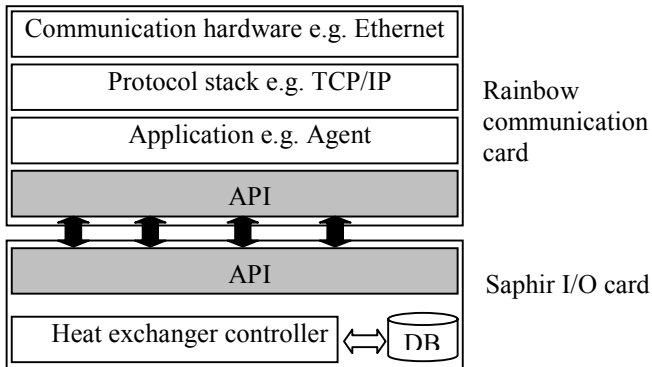 Communication hardware e.g. Ethernet
Protocol stack e.g. TCP/IP
Application e.g. Agent
API
Rainbow
communication
card
API
Saphir I/O card
Heat exchanger controller
DB